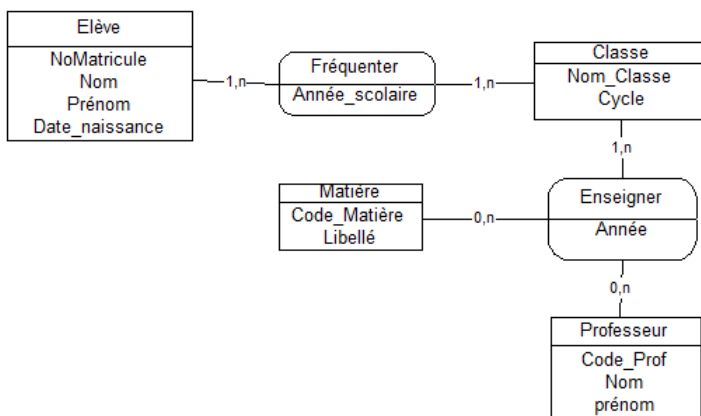 Elève
NoMatricule
Nom
Prénom
Date_naissance
1,n
Fréquenter
Année_scolaire
1,n
Classe
Nom_Classe
Cycle
1,n
Matière
Code_Matière
Libellé
0,n
Enseigner
Année
0,n
Professeur
Code_Prof
Nom
prénom